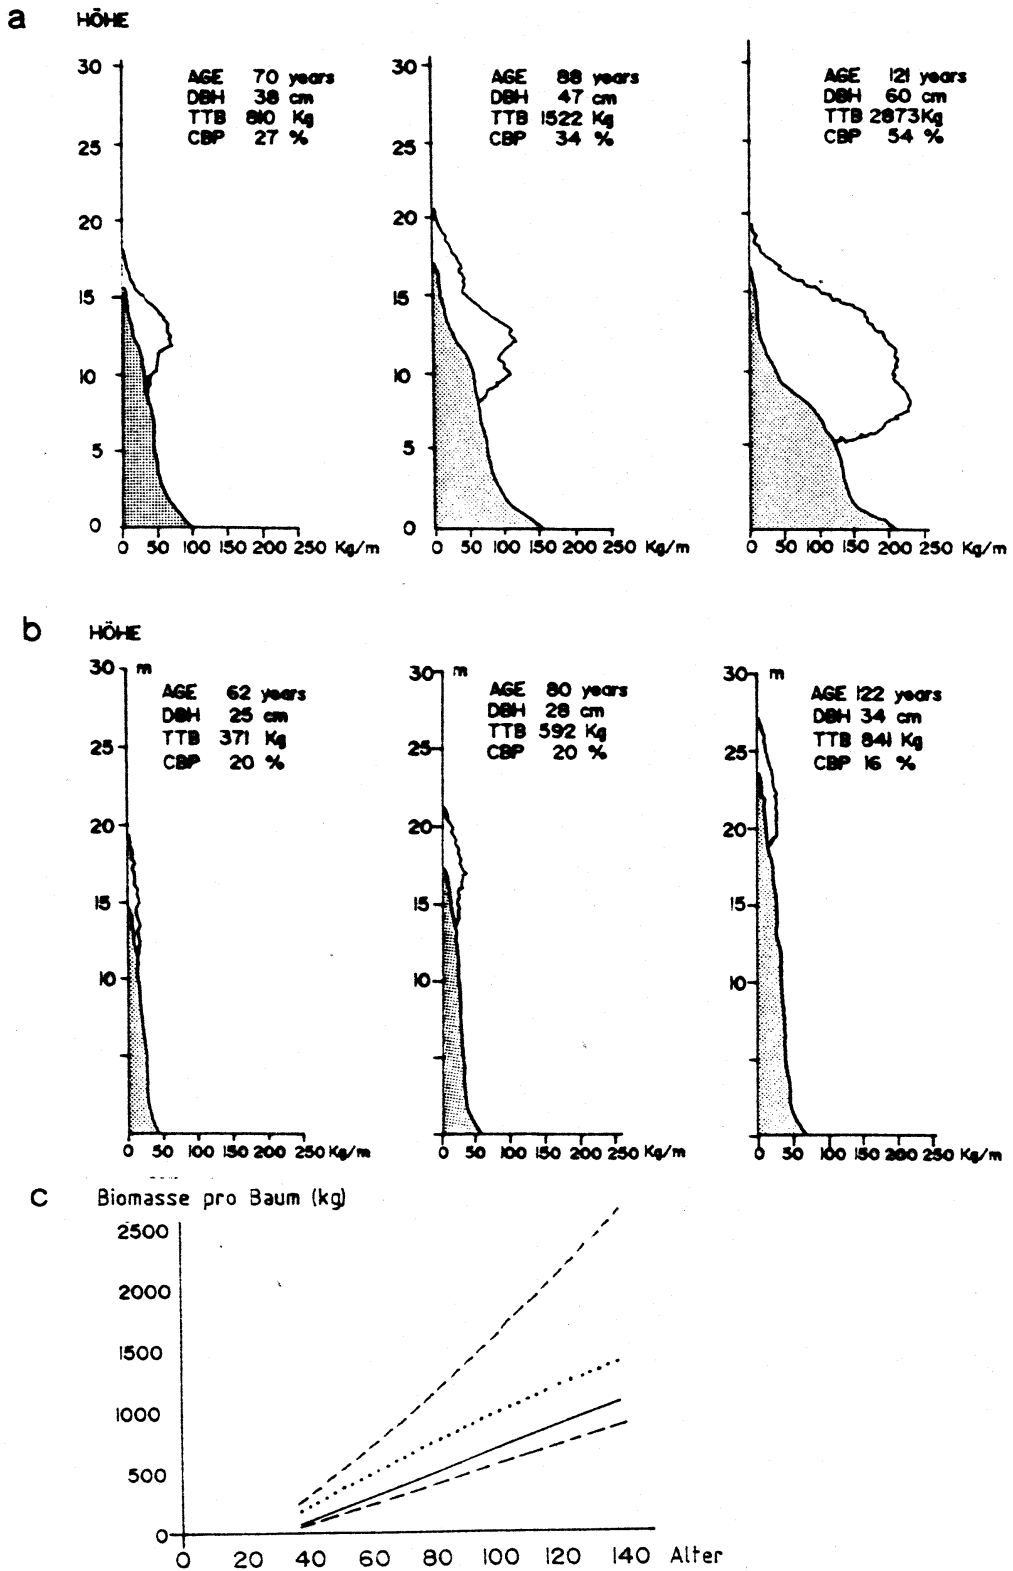 a HÖHE
30
25
20
15
10
5
0
AGE 70 years
DBH 38 cm
TTB 810 Kg
CBP 27 %
0 50 100 150 200 250 Kg/m
30
25
20
15
10
5
0
AGE 88 years
DBH 47 cm
TTB 1522 Kg
CBP 34 %
0 50 100 150 200 250 Kg/m
AGE 121 years
DBH 60 cm
TTB 2873Kg
CBP 54 %
0 50 100 150 200 250 Kg/m
b HÖHE
30 m
25
20
15
10
AGE 62 years
DBH 25 cm
TTB 371 Kg
CBP 20 %
0 50 100 150 200 250 Kg/m
30 m
25
20
15
10
AGE 80 years
DBH 28 cm
TTB 592 Kg
CBP 20 %
0 50 100 150 200 250 Kg/m
30 m
25
20
15
10
AGE 122 years
DBH 34 cm
TTB 841 Kg
CBP 16 %
0 50 100 150 200 250 Kg/m
c Biomasse pro Baum (kg)
2500
2000
1500
1000
500
0
0 20 40 60 80 100 120 140 Alter